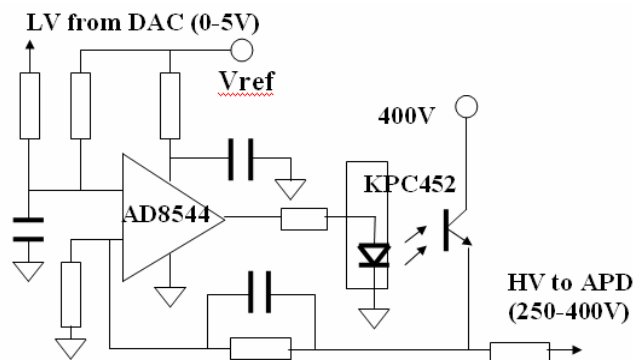 LV from DAC (0-5V)
Vref
400V
KPC452
AD8544
HV to APD
(250-400V)